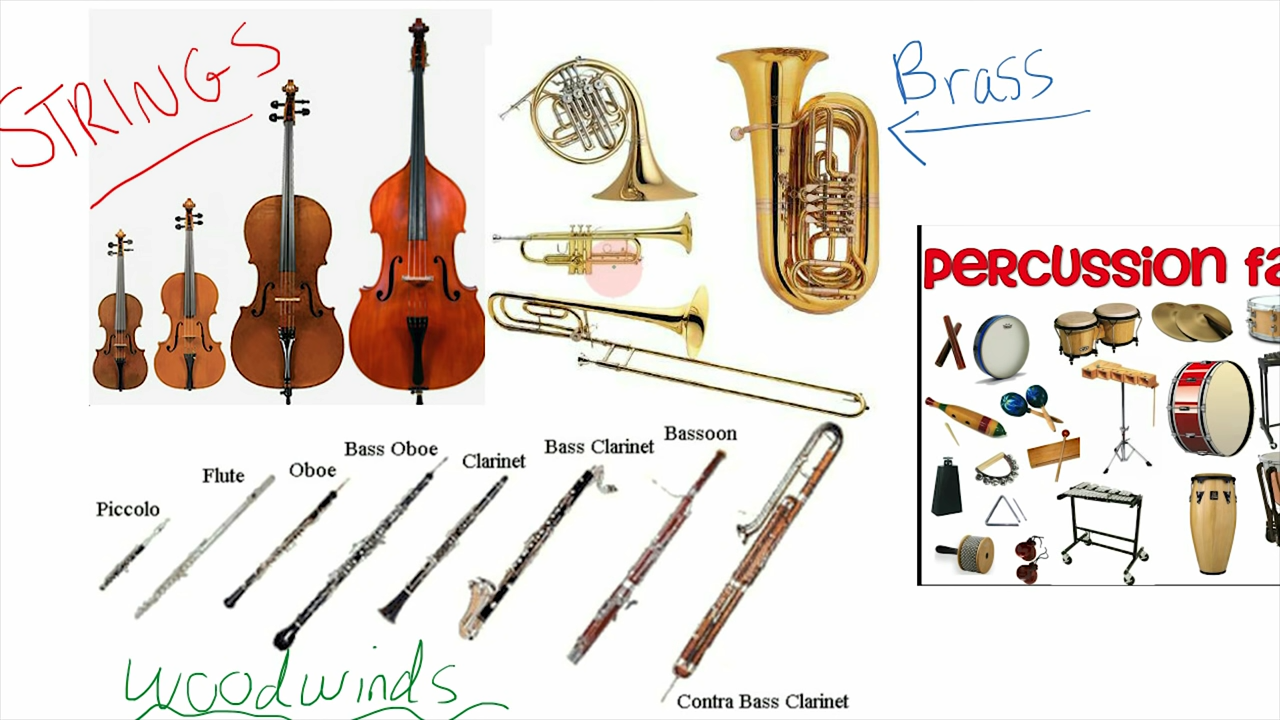 STRINGS
Brass
PERCUSSION FA
Piccolo
Flute
Oboe
Bass Oboe
Clarinet
Bass Clarinet
Bassoon
Contra Bass Clarinet
woodwinds